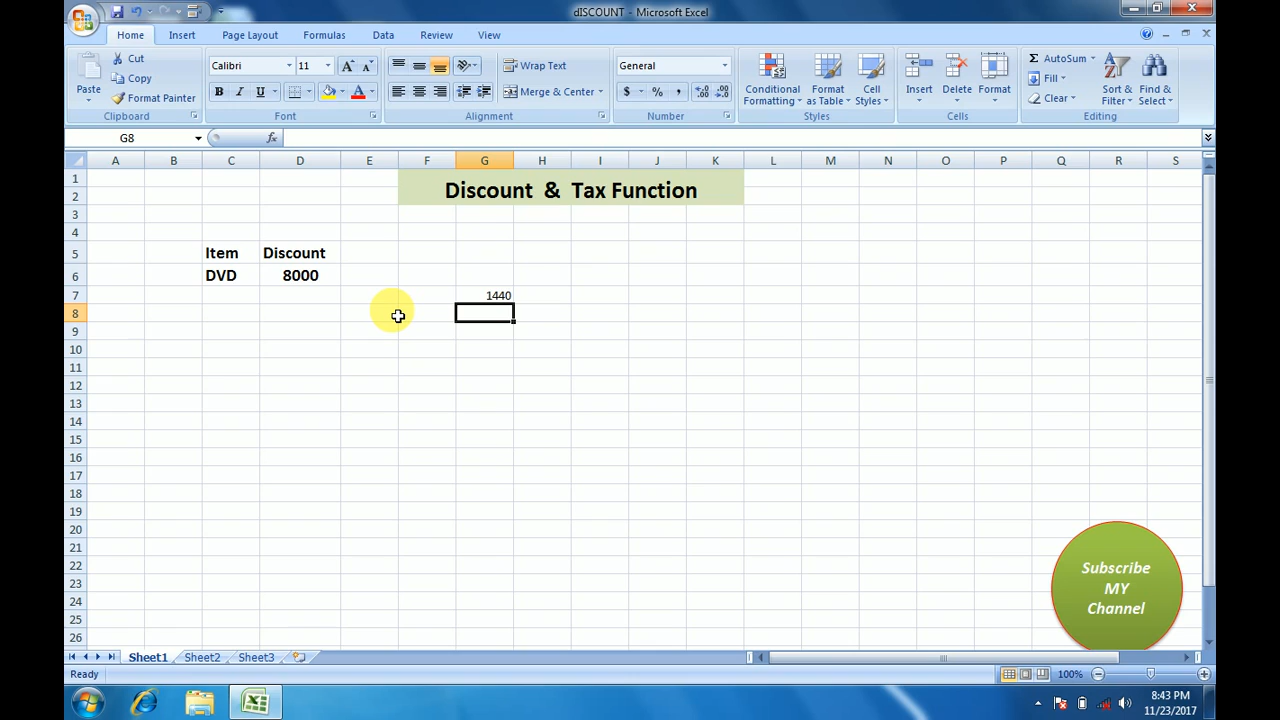 dISCOUNT - Microsoft Excel
Home Insert Page Layout Formulas Data Review View
Paste
Cut
Copy
Format Painter
Clipboard
Calibri 11
B I U
Font
Wrap Text
Merge & Center
Alignment
General
$ % ,
Number
Conditional Formatting
Format as Table
Cell Styles
Styles
Insert Delete Format
Cells
Σ AutoSum
Fill
Clear
Sort & Filter
Find & Select
Editing
G8 fx
A B C D E F G H I J K L M N O P Q R S
1
Discount & Tax Function
2
3
4
5 Item Discount
6 DVD 8000
7 1440
8
9
10
11
12
13
14
15
16
17
18
19
20
21
22
23
24
25
26
Subscribe
MY
Channel
Sheet1 Sheet2 Sheet3
Ready 100%
8:43 PM
11/23/2017